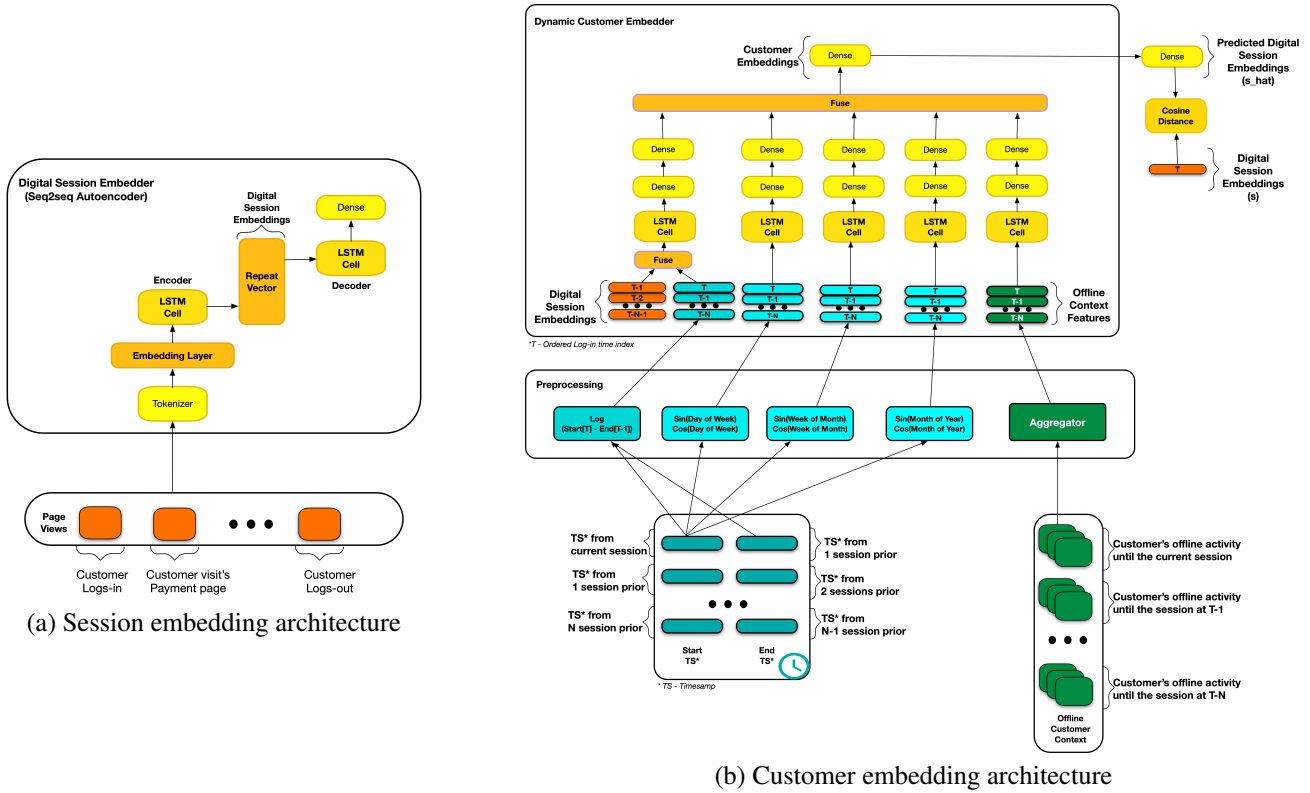 Digital Session Embedder
(Seq2seq Autoencoder)
Digital
Session
Embeddings
Dense
LSTM
Cell
Decoder
Repeat
Vector
Encoder
LSTM
Cell
Embedding Layer
Tokenizer
Page
Views
Customer
Logs-in
Customer visit's
Payment page
Customer
Logs-out
(a) Session embedding architecture
Dynamic Customer Embedder
Customer
Embeddings
Dense
Dense
Predicted Digital
Session
Embeddings
(s_hat)
Cosine
Distance
T
Digital
Session
Embeddings
(s)
Fuse
Dense
Dense
Dense
Dense
Dense
Dense
Dense
Dense
Dense
Dense
LSTM
Cell
LSTM
Cell
LSTM
Cell
LSTM
Cell
LSTM
Cell
Fuse
Digital
Session
Embeddings
T-1
T-2
T-N-1
T
T-1
T-N
T
T-1
T-N
T
T-1
T-N
T
T-1
T-N
T
T-1
T-N
Offline
Context
Features
*T - Ordered Log-in time index
Preprocessing
Log
(Start[T] - End[T-1])
Sin(Day of Week)
Cos(Day of Week)
Sin(Week of Month)
Cos(Week of Month)
Sin(Month of Year)
Cos(Month of Year)
Aggregator
TS* from
current session
TS* from
1 session prior
TS* from
1 session prior
TS* from
2 sessions prior
TS* from
N session prior
TS* from
N-1 session prior
Start
TS*
End
TS*
* TS - Timesamp
Customer's offline activity
until the current session
Customer's offline activity
until the session at T-1
Customer's offline activity
until the session at T-N
Offline
Customer
Context
(b) Customer embedding architecture